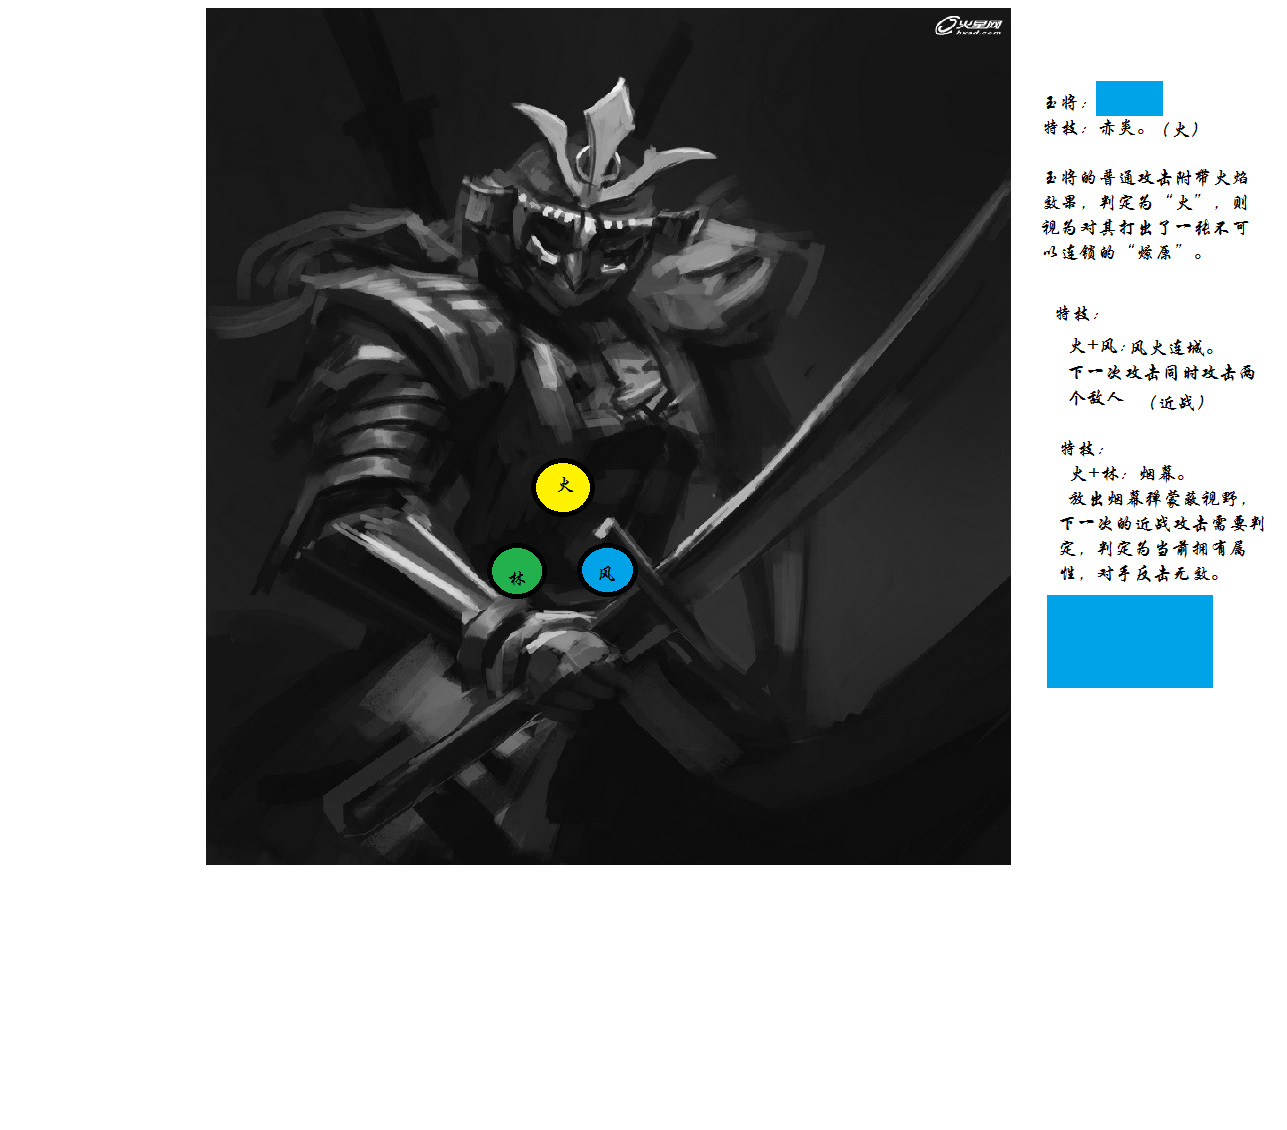 火星网
hxsd.com
玉将：
特技：赤炎。（火）
玉将的普通攻击附带火焰
效果，判定为“火”，则
视为对其打出了一张不可
以连锁的“燎原”。
特技：
火+风：风火连城。
下一次攻击同时攻击两
个敌人 （近战）
特技：
火+林：烟幕。
放出烟幕弹蒙蔽视野，
下一次的近战攻击需要判
定，判定为当前拥有属
性，对手反击无效。
火
林
风